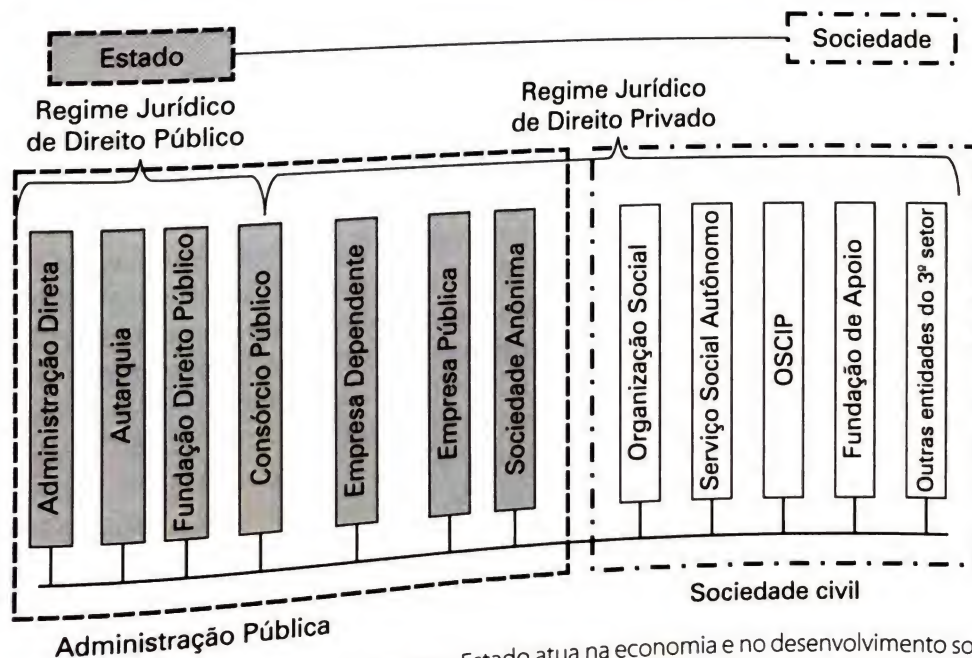 Estado
Sociedade
Regime Jurídico
de Direito Público
Regime Jurídico
de Direito Privado
Administração Direta
Autarquia
Fundação Direito Público
Consórcio Público
Empresa Dependente
Empresa Pública
Sociedade Anônima
Organização Social
Serviço Social Autônomo
OSCIP
Fundação de Apoio
Outras entidades do 3º setor
Administração Pública
Sociedade civil
Estado atua na economia e no desenvolvimento so